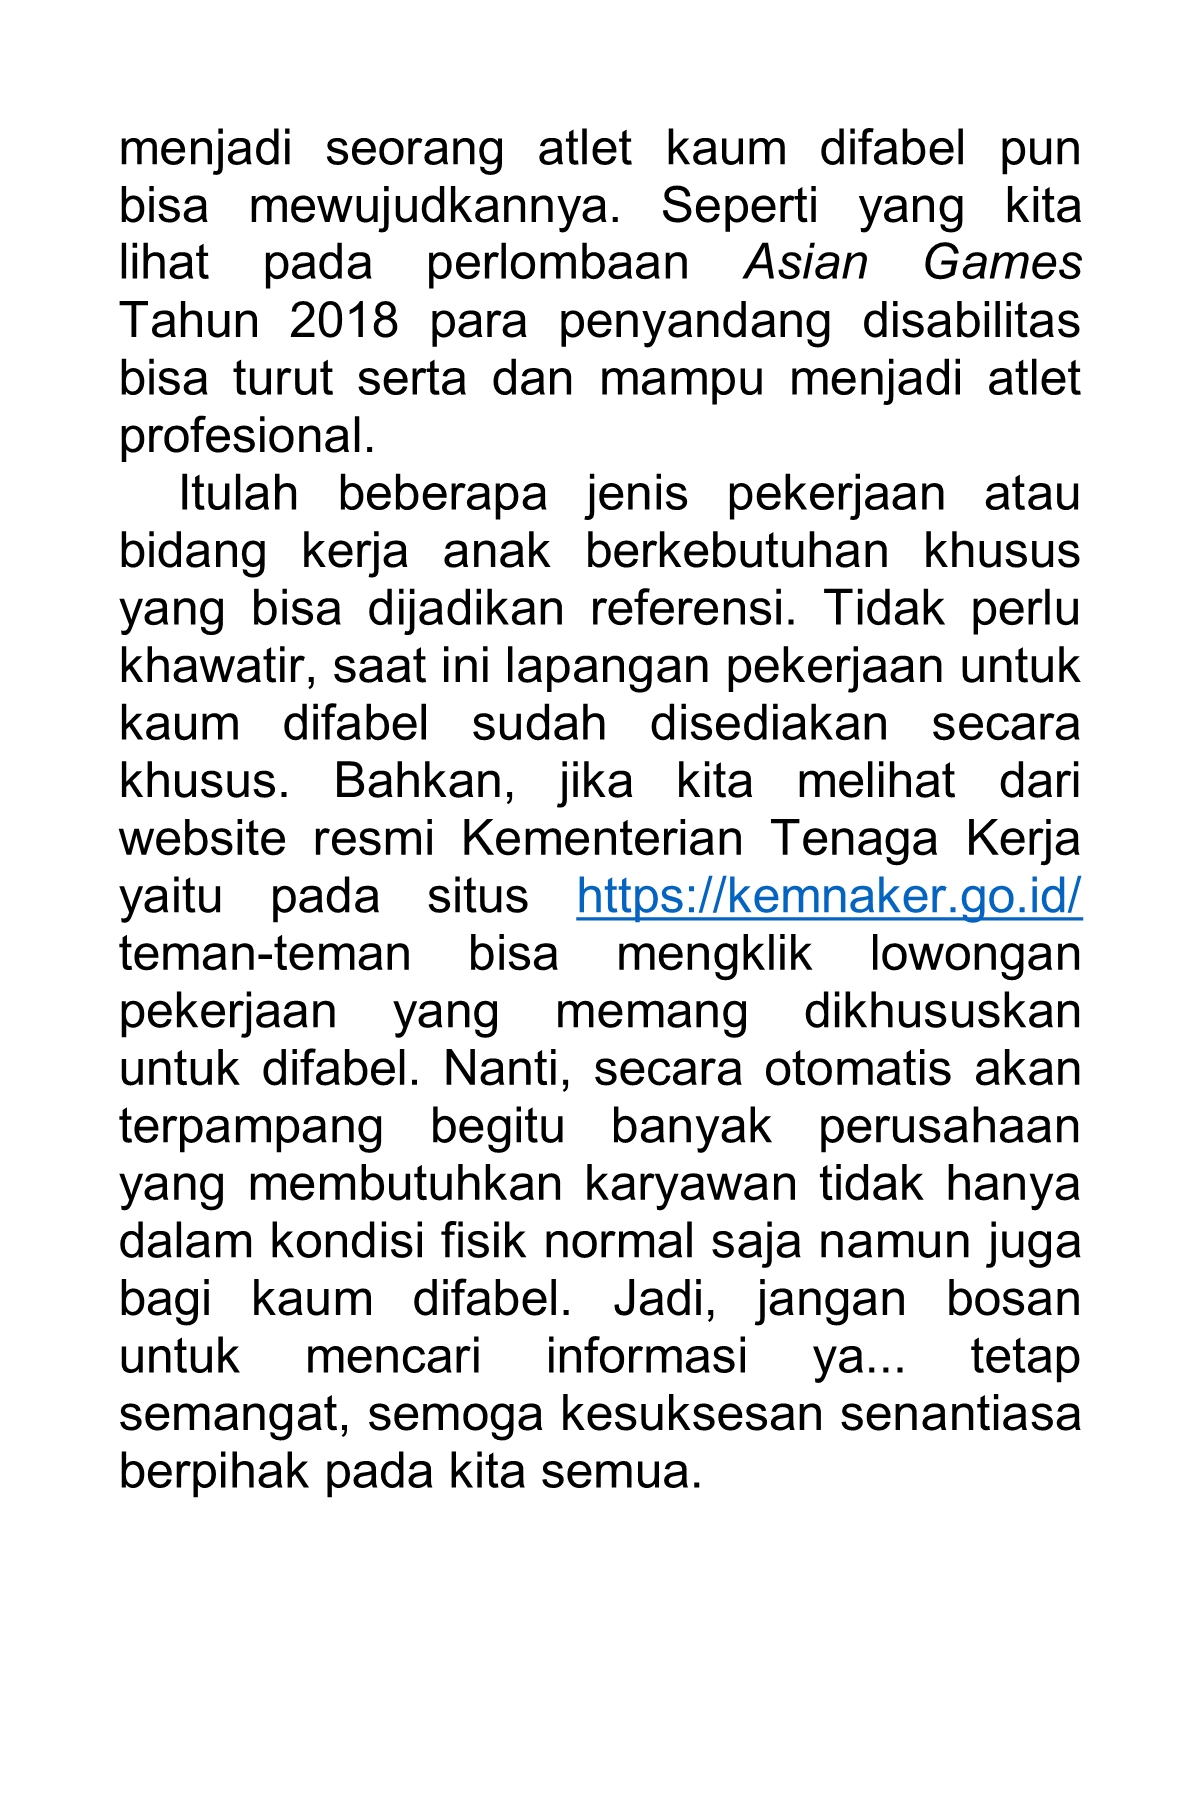 menjadi seorang atlet kaum difabel pun
bisa mewujudkannya. Seperti yang kita
lihat pada perlombaan Asian Games
Tahun 2018 para penyandang disabilitas
bisa turut serta dan mampu menjadi atlet
profesional.
Itulah beberapa jenis pekerjaan atau
bidang kerja anak berkebutuhan khusus
yang bisa dijadikan referensi. Tidak perlu
khawatir, saat ini lapangan pekerjaan untuk
kaum difabel sudah disediakan secara
khusus. Bahkan, jika kita melihat dari
website resmi Kementerian Tenaga Kerja
yaitu pada situs https://kemnaker.go.id/
teman-teman bisa mengklik lowongan
pekerjaan yang memang dikhususkan
untuk difabel. Nanti, secara otomatis akan
terpampang begitu banyak perusahaan
yang membutuhkan karyawan tidak hanya
dalam kondisi fisik normal saja namun juga
bagi kaum difabel. Jadi, jangan bosan
untuk mencari informasi ya... tetap
semangat, semoga kesuksesan senantiasa
berpihak pada kita semua.